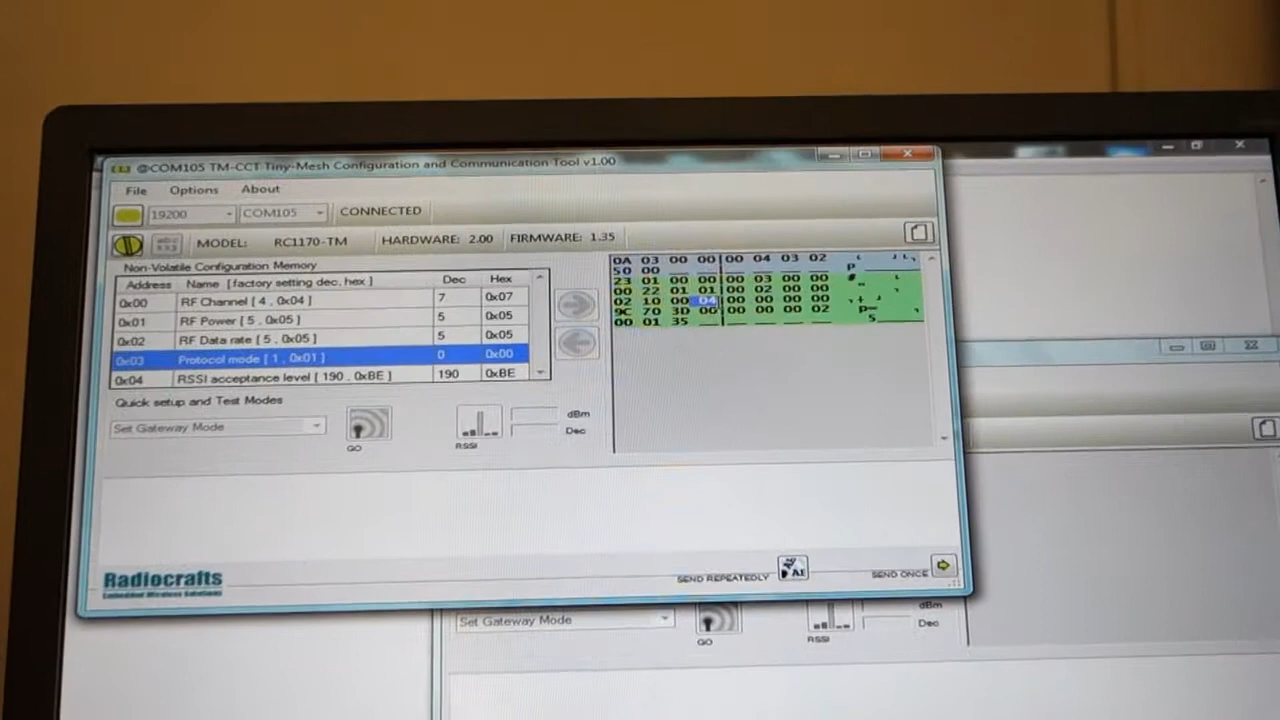 @COM105 TM-CCT Tiny-Mesh Configuration and Communication Tool v1.00
File Options About
19200 COM105 CONNECTED
MODEL: RC1170-TM HARDWARE: 2.00 FIRMWARE: 1.35
Non-Volatile Configuration Memory
Address Name [factory setting dec, hex] Dec Hex
0x00 RF Channel [ 4 , 0x04 ] 7 0x07
0x01 RF Power [ 5 , 0x05 ] 5 0x05
0x02 RF Data rate [ 5 , 0x05 ] 5 0x05
0x03 Protocol mode [ 1 , 0x01 ] 0 0x00
0x04 RSSI acceptance level [ 190 , 0xBE ] 190 0xBE
0A 03 00 00 00 04 03 02
50 00
23 01 00 00 00 03 00 00
00 22 01 01 00 02 00 00
02 10 00 04 00 00 00 00
9C 70 3D 00 00 00 00 02
00 01 35
Quick setup and Test Modes
Set Gateway Mode
GO
RSSI
dBm
Dec
Radiocrafts
Embedded Wireless Solutions
SEND REPEATEDLY
SEND ONCE
Set Gateway Mode
GO
RSSI
dBm
Dec